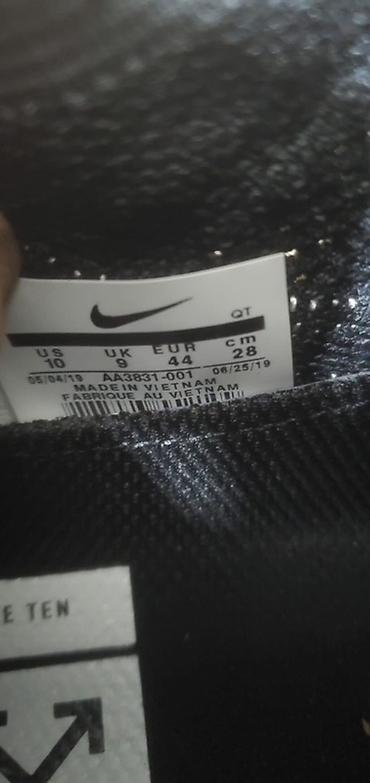 QT
US UK EUR cm
10 9 44 28
05/04/19 AA3831-001 06/25/19
MADE IN VIETNAM
FABRIQUE AU VIETNAM
E TEN